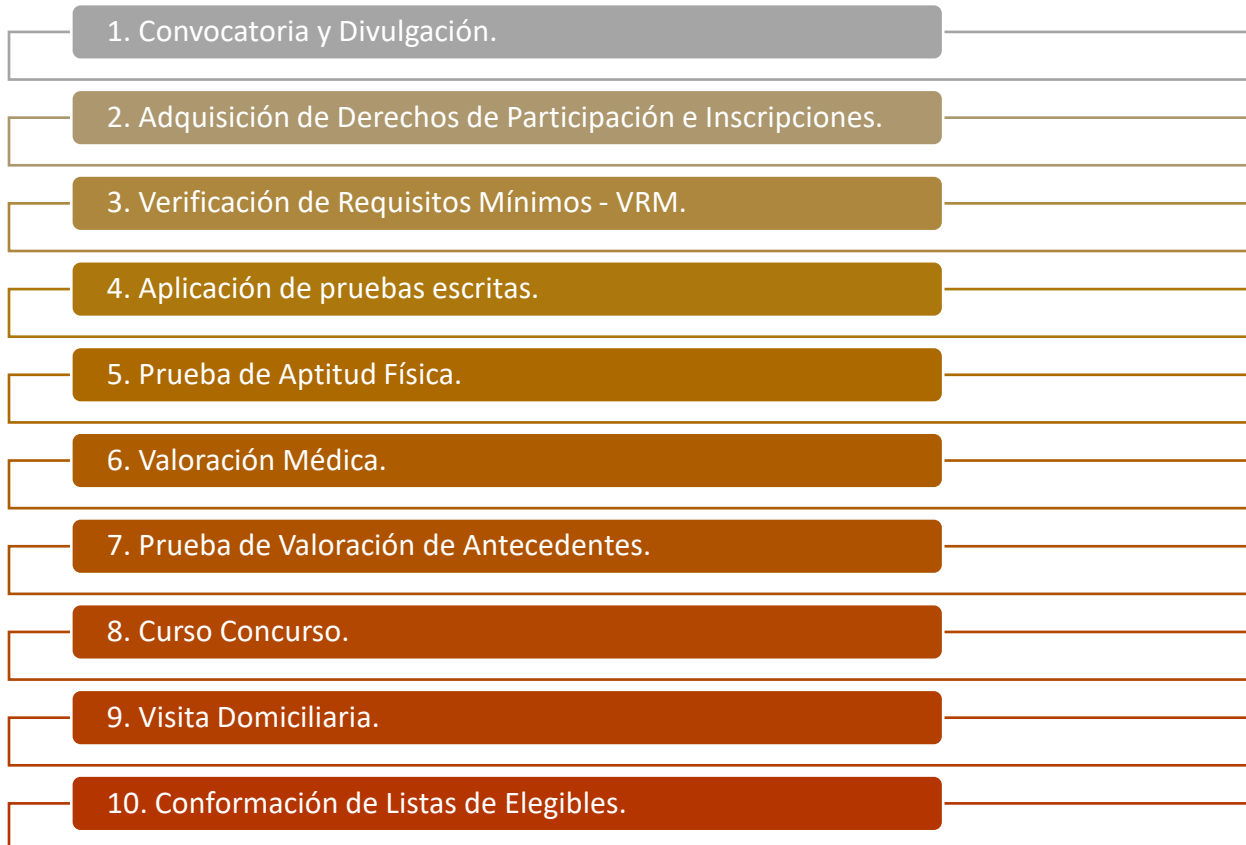 1. Convocatoria y Divulgación.
2. Adquisición de Derechos de Participación e Inscripciones.
3. Verificación de Requisitos Mínimos - VRM.
4. Aplicación de pruebas escritas.
5. Prueba de Aptitud Física.
6. Valoración Médica.
7. Prueba de Valoración de Antecedentes.
8. Curso Concurso.
9. Visita Domiciliaria.
10. Conformación de Listas de Elegibles.